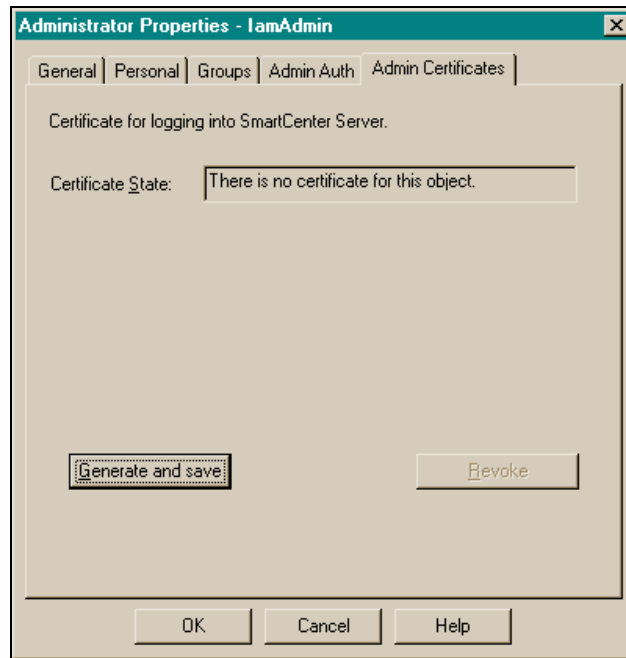 Administrator Properties - IamAdmin
General Personal Groups Admin Auth Admin Certificates
Certificate for logging into SmartCenter Server.
Certificate State: There is no certificate for this object.
Generate and save Revoke
OK Cancel Help